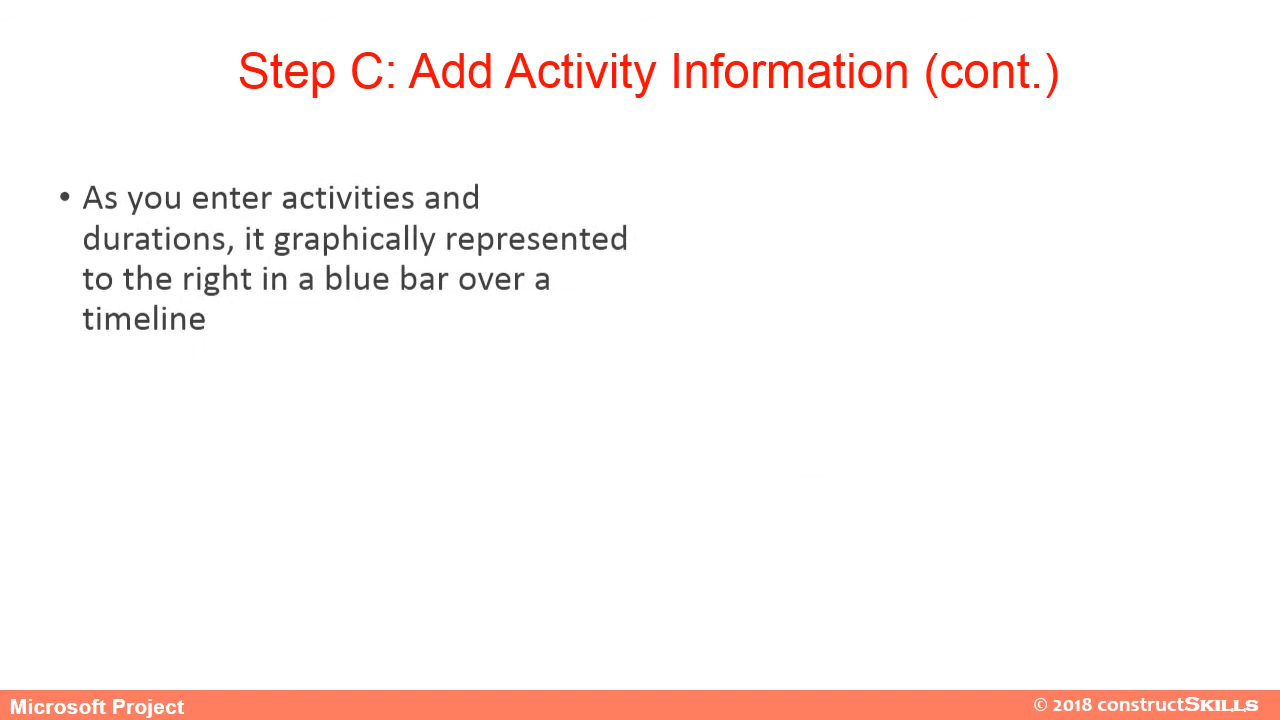 Step C: Add Activity Information (cont.)
• As you enter activities and
durations, it graphically represented
to the right in a blue bar over a
timeline
Microsoft Project
© 2018 constructSKILLS